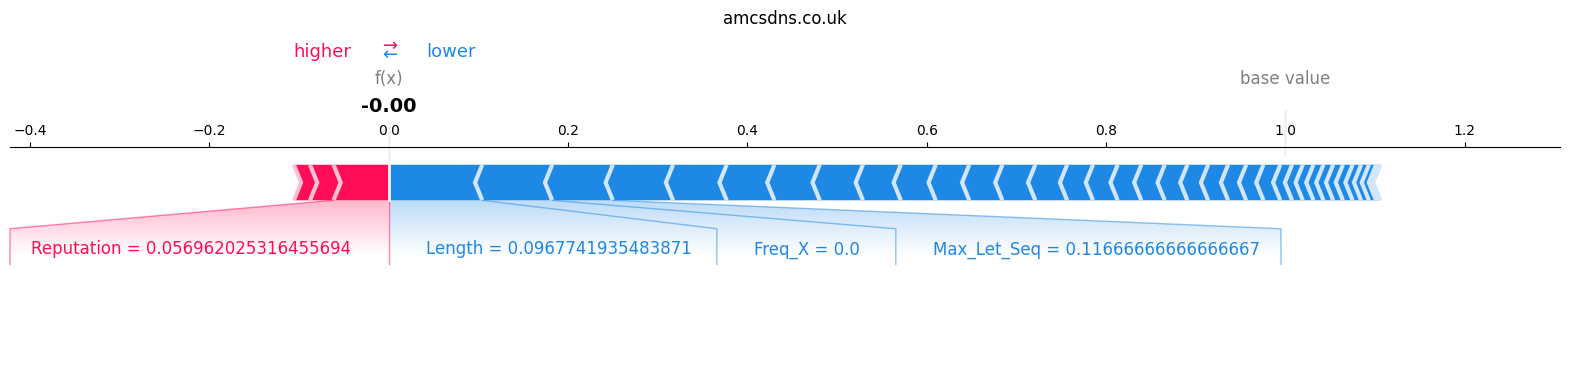 amcsdns.co.uk
higher ⇄ lower
f(x) base value
-0.00
−0.4 −0.2 0.0 0.2 0.4 0.6 0.8 1.0 1.2
Reputation = 0.056962025316455694 Length = 0.0967741935483871 Freq_X = 0.0 Max_Let_Seq = 0.11666666666666667